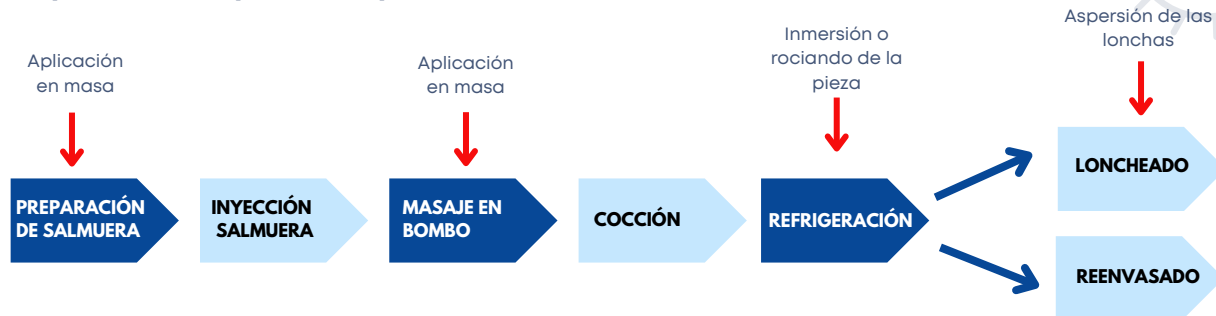 Aplicación
en masa
Aplicación
en masa
Inmersión o
rociando de la
pieza
Aspersión de las
lonchas
PREPARACIÓN
DE SALMUERA
INYECCIÓN
SALMUERA
MASAJE EN
BOMBO
COCCIÓN
REFRIGERACIÓN
LONCHEADO
REENVASADO